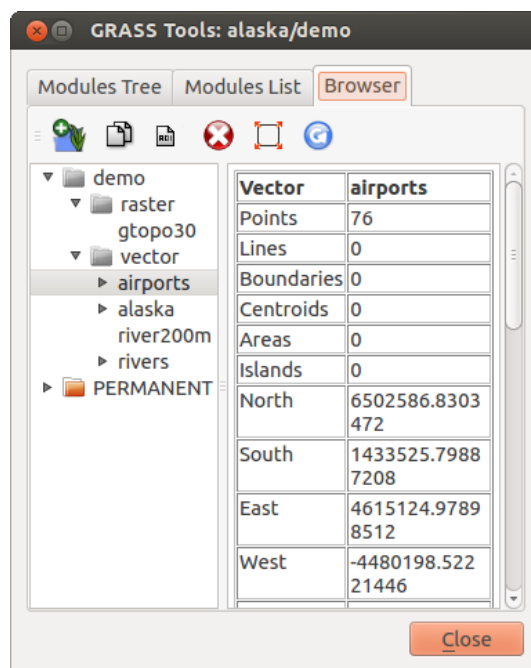 GRASS Tools: alaska/demo
Modules Tree
Modules List
Browser
demo
raster
gtopo30
vector
airports
alaska
river200m
rivers
PERMANENT
Vector airports
Points 76
Lines 0
Boundaries 0
Centroids 0
Areas 0
Islands 0
North 6502586.8303
472
South 1433525.7988
7208
East 4615124.9789
8512
West -4480198.522
21446
Close